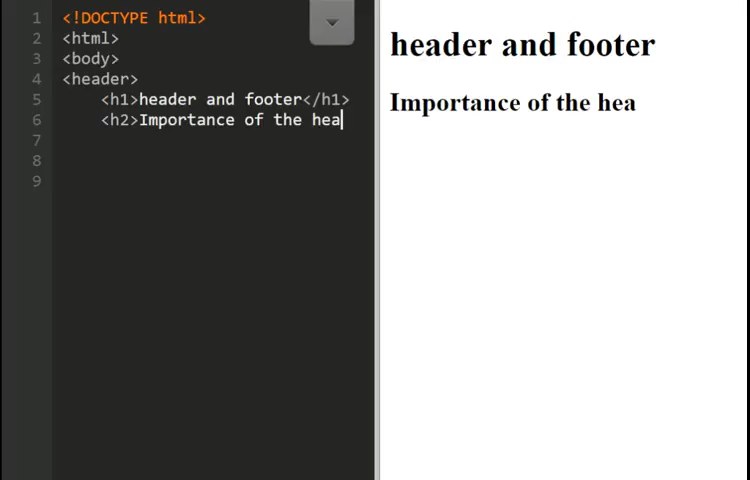 1 <!DOCTYPE html>
2 <html>
3 <body>
4 <header>
5 <h1>header and footer</h1>
6 <h2>Importance of the hea
7
8
9
header and footer
Importance of the hea